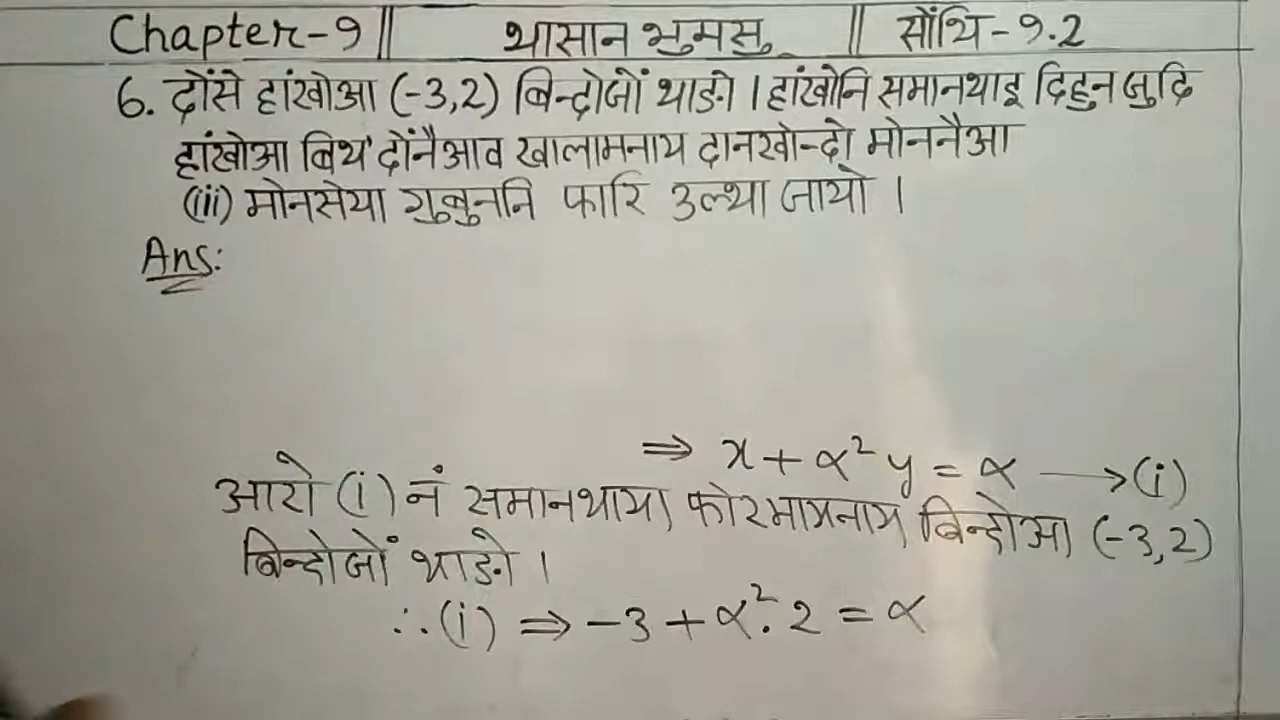 Chapter-9 || थासान भुमसु || सोंथि-9.2
6. दोंसे हांखोआ (-3,2) बिन्दोजों थाङो । हांखोनि समानथाइ दिहुन जुदि
हांखोआ बिथ' दोंनैआव खालामनाय दानखोन्दो मोननैआ
(iii) मोनसेया गुबुननि फारि उल्था जायो ।
Ans:
⇒ x + α² y = α ⟶ (i)
आरो (i) नं समानथाया फोरमायनाय बिन्दोआ (-3,2)
बिन्दोजों थाङो ।
∴ (i) ⇒ -3 + α². 2 = α